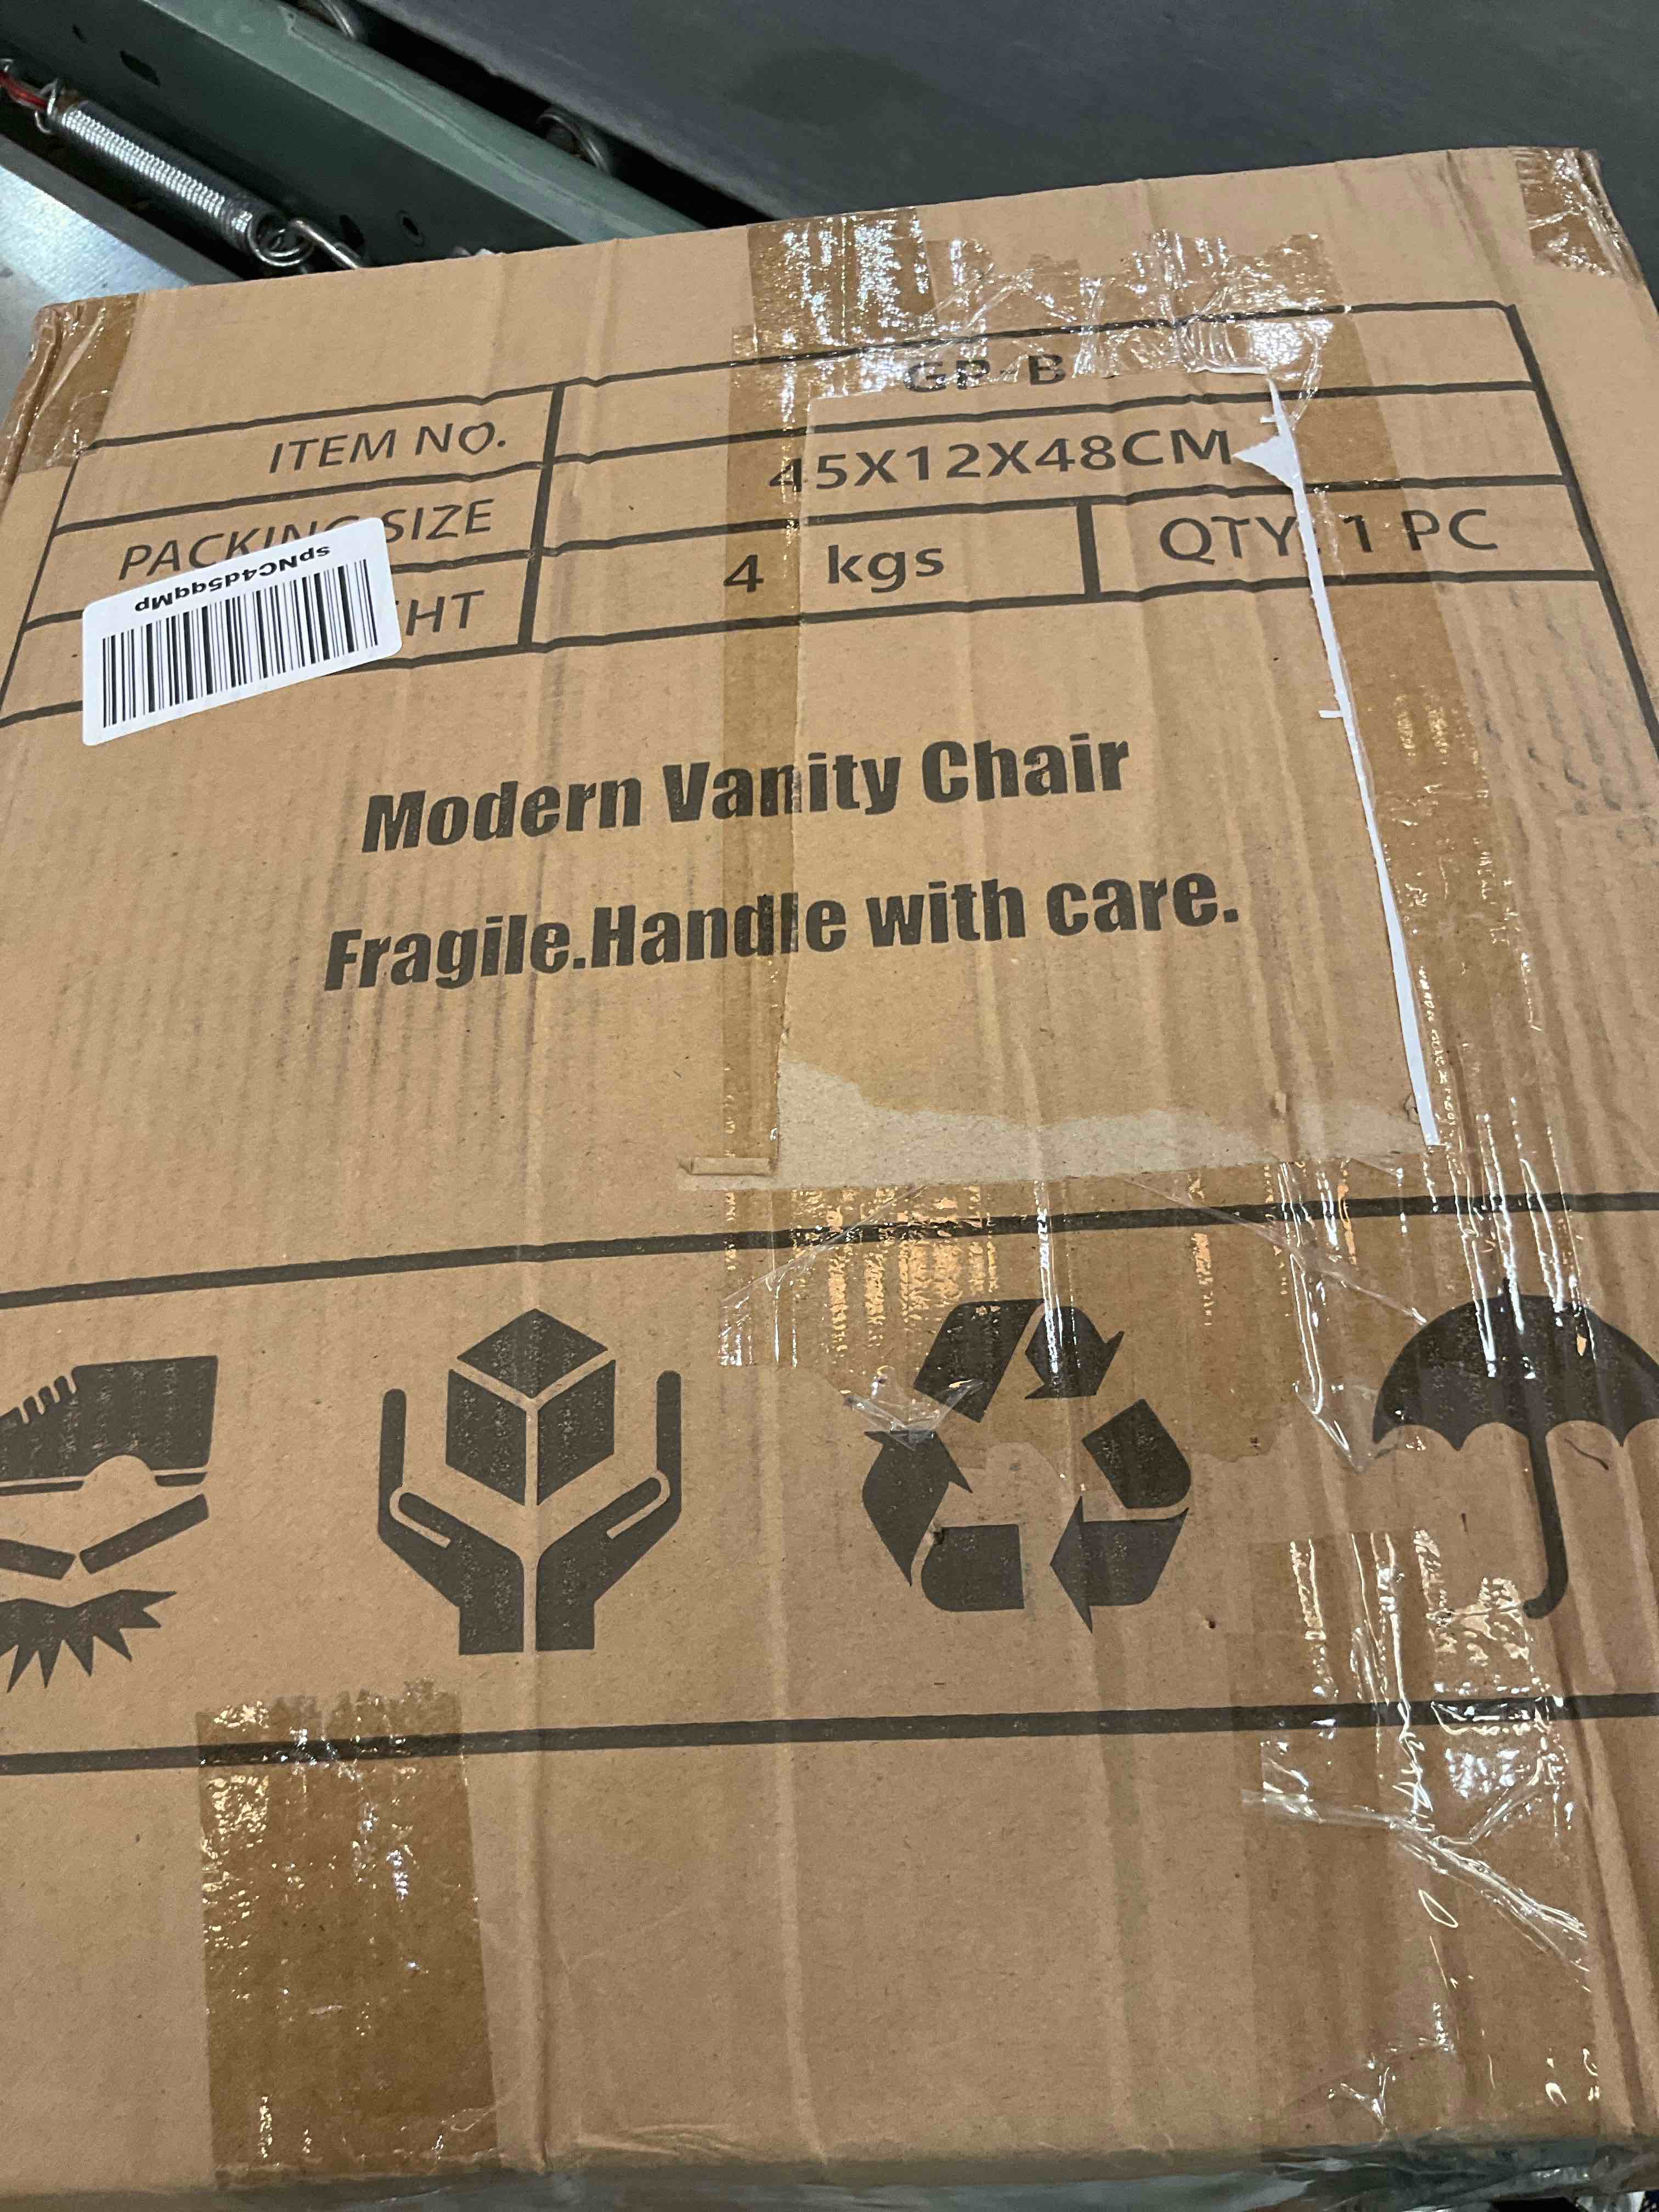 ITEM NO. GP-B
PACKING SIZE 45X12X48CM
HT 4 kgs QTY: 1 PC
spNC4d5qqMp
Modern Vanity Chair
Fragile.Handle with care.